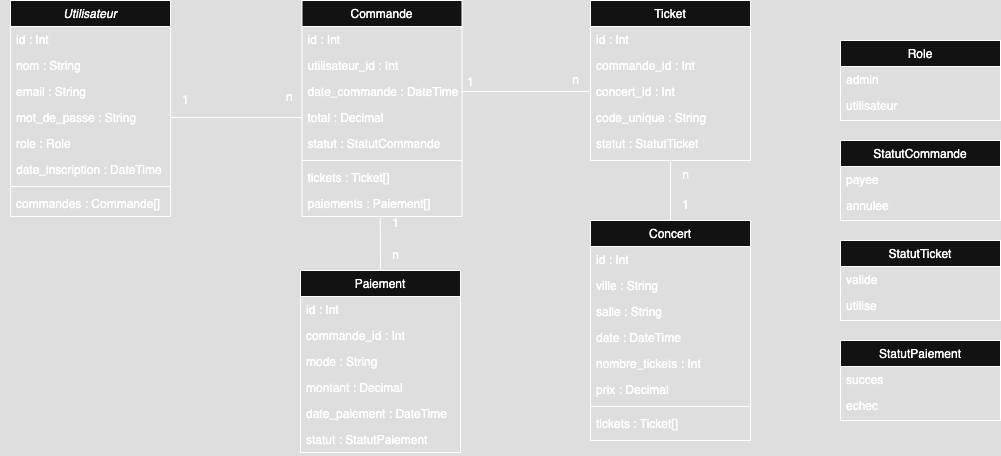 Utilisateur
id : Int
nom : String
email : String
mot_de_passe : String
role : Role
date_inscription : DateTime
commandes : Commande[]
1
n
Commande
id : Int
utilisateur_id : Int
date_commande : DateTime
total : Decimal
statut : StatutCommande
tickets : Ticket[]
paiements : Paiement[]
1
n
1
n
Ticket
id : Int
commande_id : Int
concert_id : Int
code_unique : String
statut : StatutTicket
n
1
Paiement
id : Int
commande_id : Int
mode : String
montant : Decimal
date_paiement : DateTime
statut : StatutPaiement
Concert
id : Int
ville : String
salle : String
date : DateTime
nombre_tickets : Int
prix : Decimal
tickets : Ticket[]
Role
admin
utilisateur
StatutCommande
payee
annulee
StatutTicket
valide
utilise
StatutPaiement
succes
echec